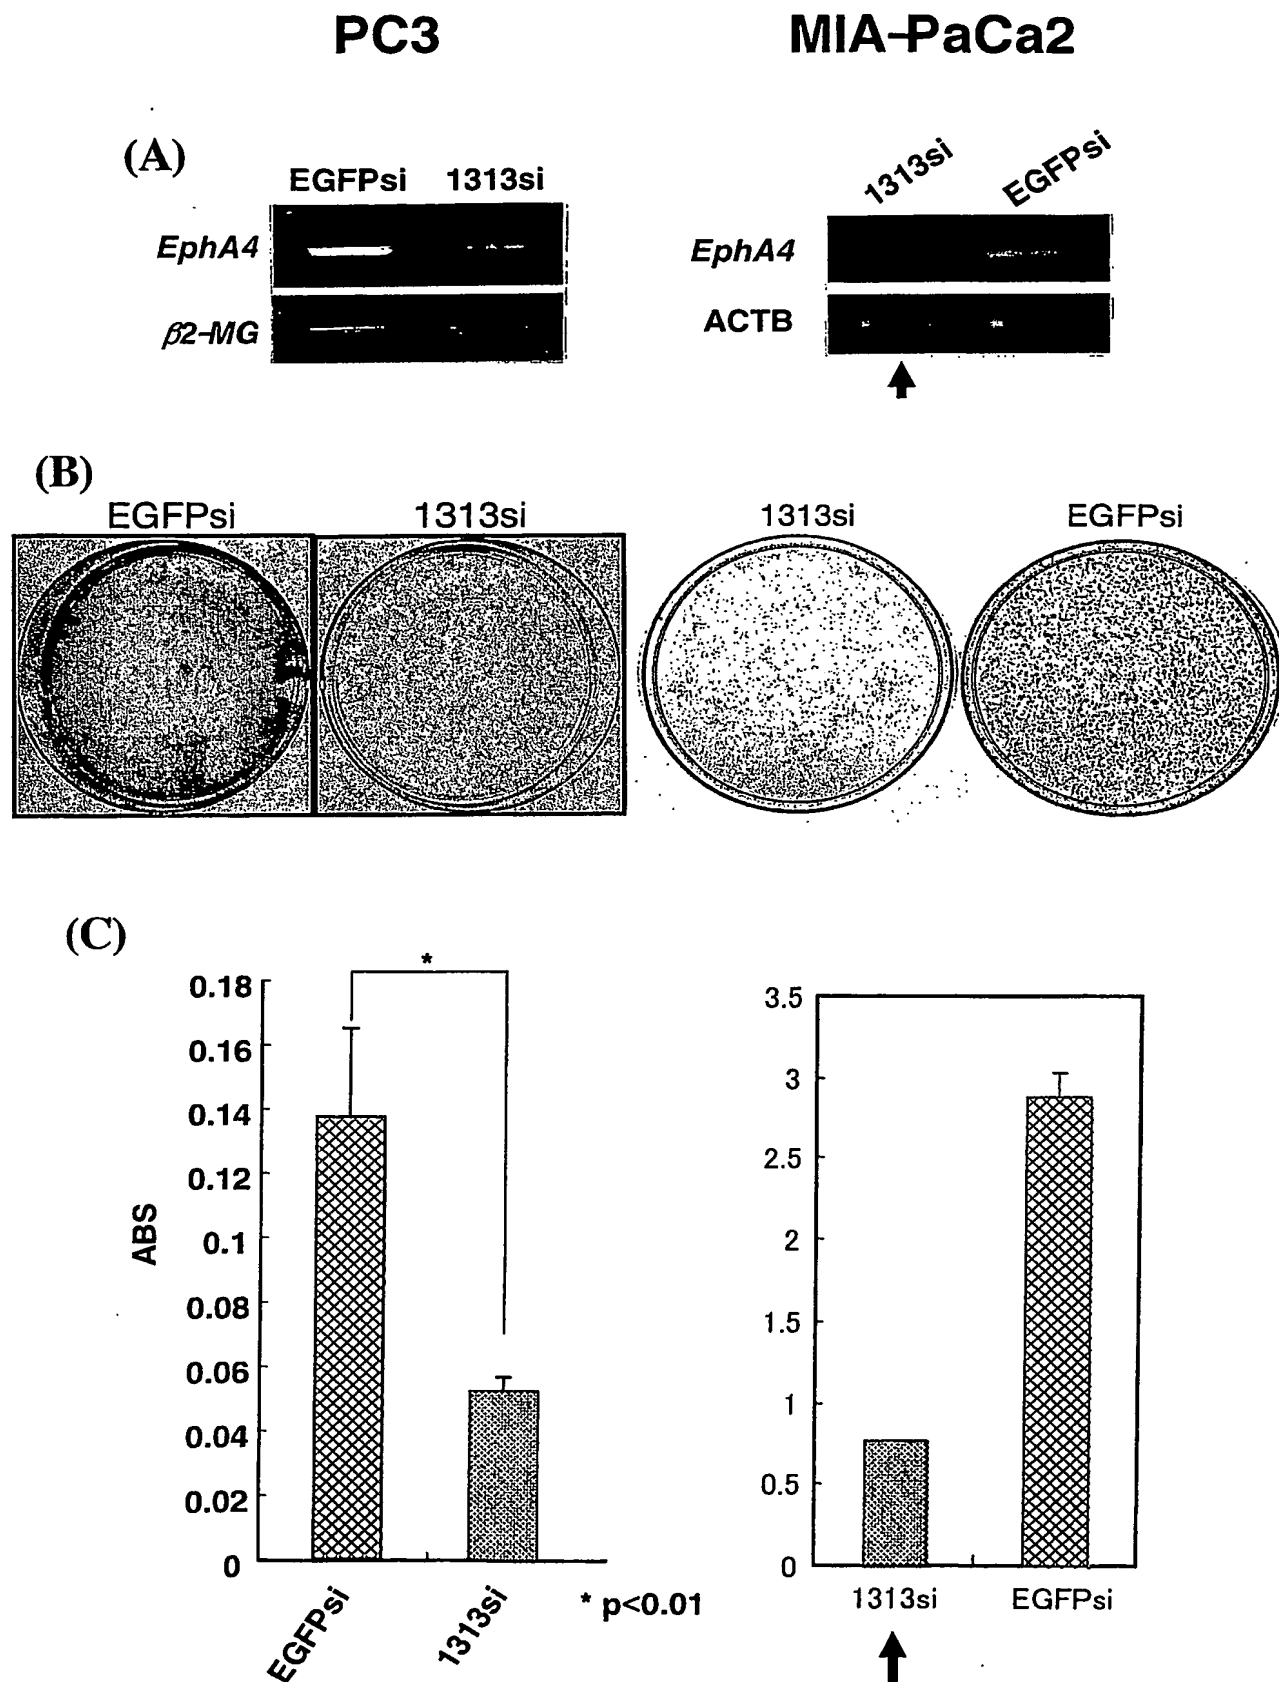 PC3 MIA-PaCa2
(A)
EGFPsi 1313si
EphA4
β2-MG
1313si EGFPsi
EphA4
ACTB
(B)
EGFPsi 1313si 1313si EGFPsi
(C)
*
0.18
0.16
0.14
0.12
0.1
0.08
0.06
0.04
0.02
0
ABS
EGFPsi 1313si
* p<0.01
3.5
3
2.5
2
1.5
1
0.5
0
1313si EGFPsi